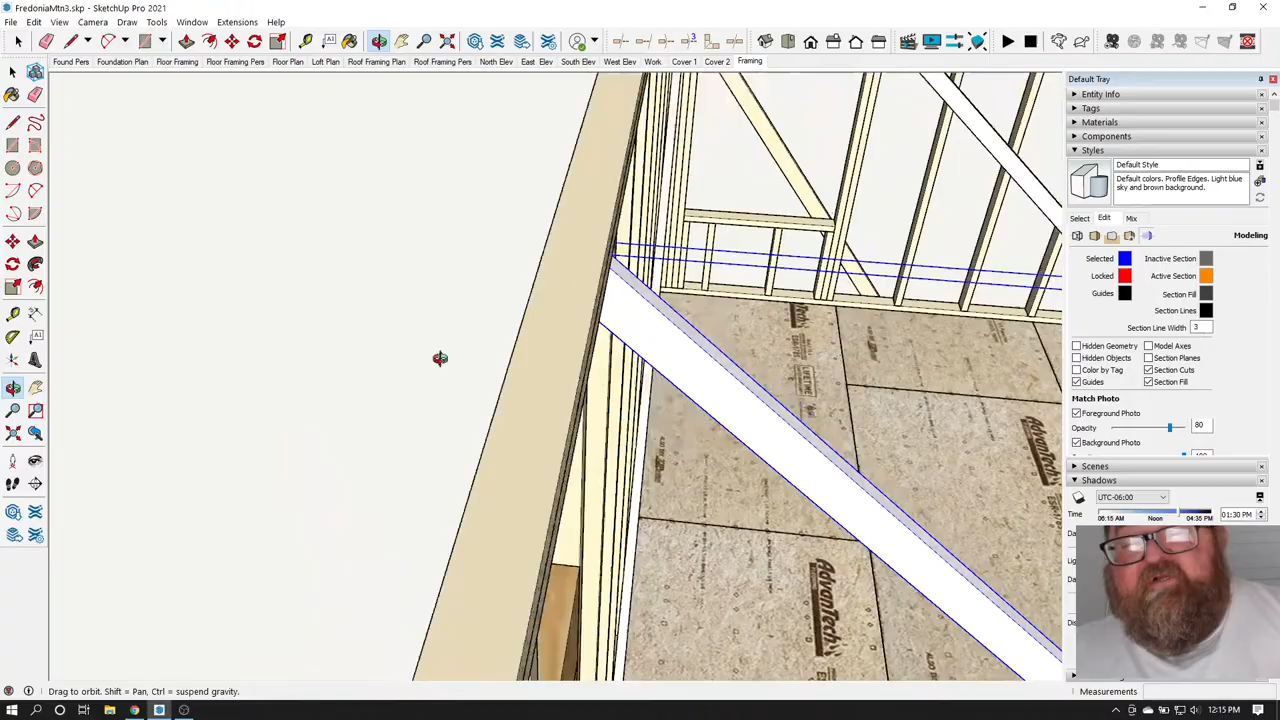 FredoniaMtn3.skp - SketchUp Pro 2021
File Edit View Camera Draw Tools Window Extensions Help
Found Pers Foundation Plan Floor Framing Floor Framing Pers Floor Plan Loft Plan Roof Framing Plan Roof Framing Pers North Elev East Elev South Elev West Elev Work Cover 1 Cover 2 Framing
Default Tray
Entity Info
Tags
Materials
Components
Styles
Default Style
Default colors. Profile Edges. Light blue
sky and brown background.
Select Edit Mix
Modeling
Selected Inactive Section
Locked Active Section
Guides Section Fill
Section Lines
Section Line Width 3
Hidden Geometry Model Axes
Hidden Objects Section Planes
Color by Tag Section Cuts
Guides Section Fill
Match Photo
Foreground Photo
Opacity 80
Background Photo
Scenes
Shadows
UTC-06:00
Time 06:15 AM Noon 04:35 PM 01:30 PM
AdvanTech
LIFETIME
AdvanTech
AdvanTech
Drag to orbit. Shift = Pan, Ctrl = suspend gravity.
Measurements
12:15 PM